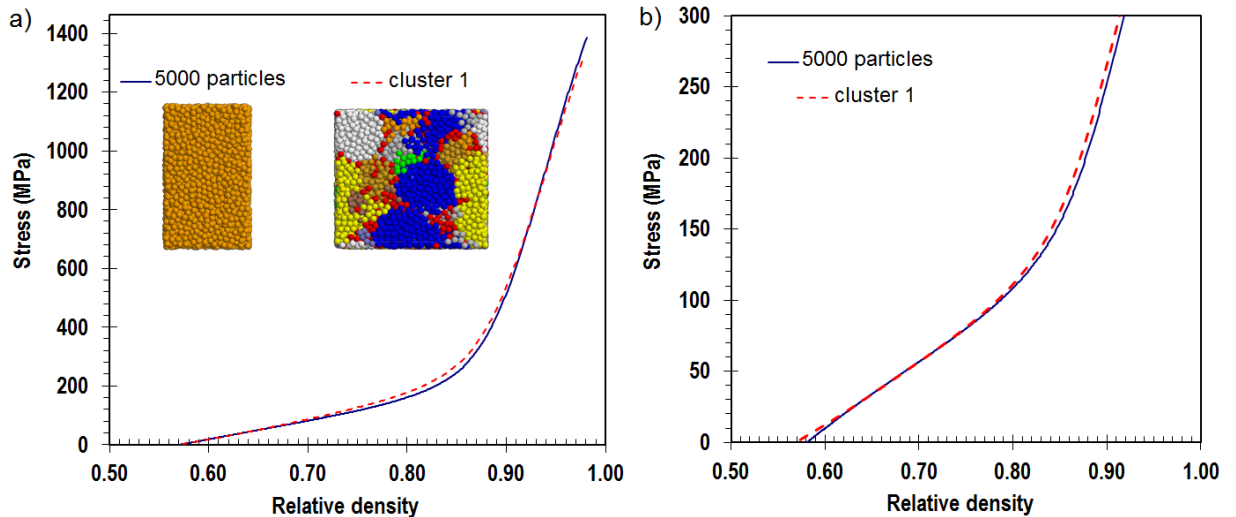 a)
Stress (MPa)
1400
1200
1000
800
600
400
200
0
5000 particles
cluster 1
0.50
0.60
0.70
0.80
0.90
1.00
Relative density
b)
Stress (MPa)
300
250
200
150
100
50
0
5000 particles
cluster 1
0.50
0.60
0.70
0.80
0.90
1.00
Relative density